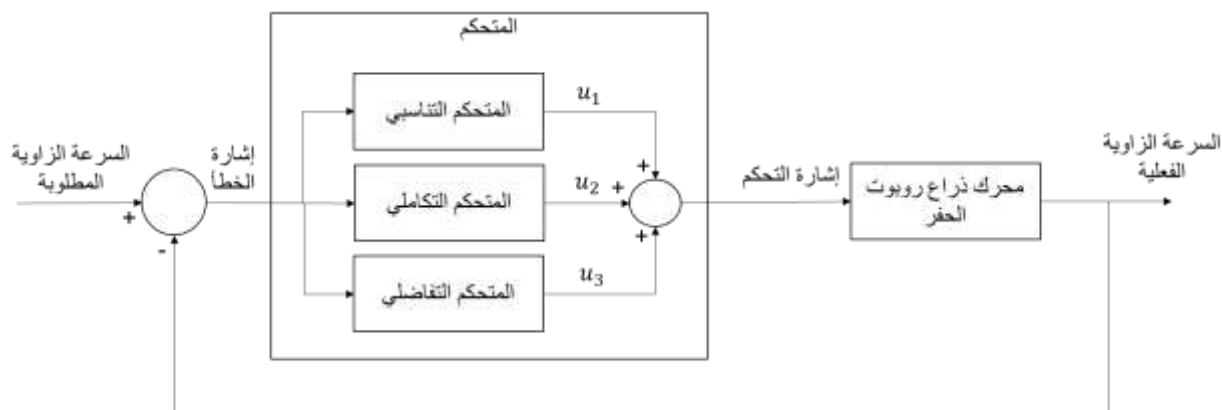 المتحكم
المتحكم التناسبي
u₁
+
السرعة الزاوية
المطلوبة
+
-
إشارة
الخطأ
المتحكم التكاملي
u₂
+
إشارة التحكم
محرك ذراع روبوت
الحفر
السرعة الزاوية
الفعلية
المتحكم التفاضلي
u₃
+